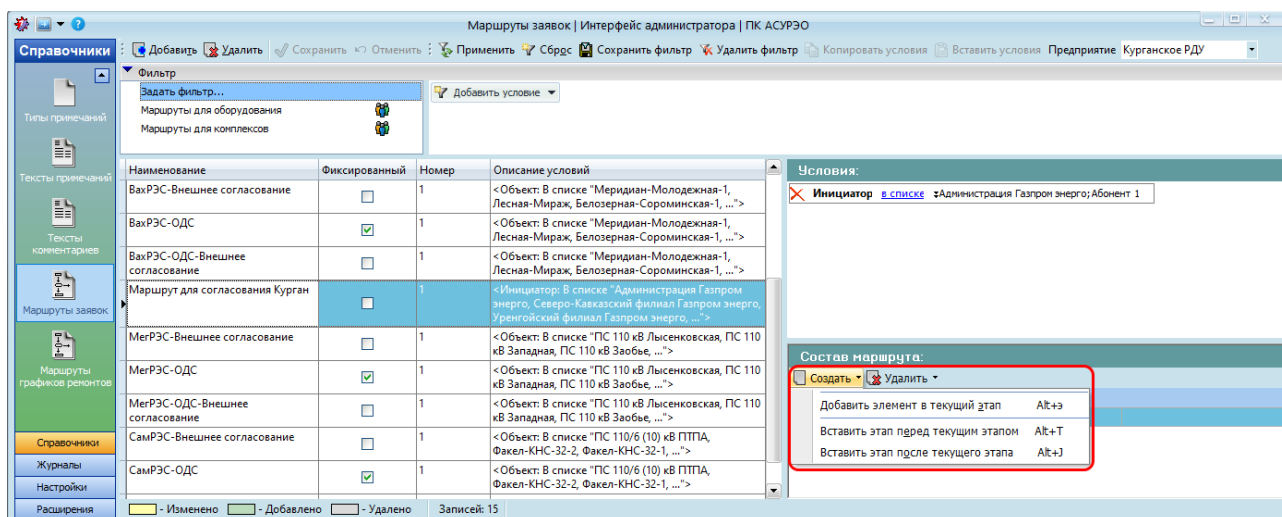 Маршруты заявок | Интерфейс администратора | ПК АСУРЭО
Справочники
Добавить Удалить Сохранить Отменить Применить Сброс Сохранить фильтр Удалить фильтр Копировать условия Вставить условия Предприятие Курганское РДУ
Фильтр
Задать фильтр...
Маршруты для оборудования
Маршруты для комплексов
Добавить условие
Типы примечаний
Тексты примечаний
Тексты
комментариев
Маршруты заявок
Маршруты
графиков ремонтов
Справочники
Журналы
Настройки
Расширения
Наименование Фиксированный Номер Описание условий
ВахРЭС-Внешнее согласование 1 <Объект: В списке "Меридиан-Молодежная-1,
Лесная-Мираж, Белозерная-Сороминская-1, ...">
ВахРЭС-ОДС 1 <Объект: В списке "Меридиан-Молодежная-1,
Лесная-Мираж, Белозерная-Сороминская-1, ...">
ВахРЭС-ОДС-Внешнее 1 <Объект: В списке "Меридиан-Молодежная-1,
согласование Лесная-Мираж, Белозерная-Сороминская-1, ...">
Маршрут для согласования Курган 1 <Инициатор: В списке "Администрация Газпром
энерго, Северо-Кавказский филиал Газпром энерго,
Уренгойский филиал Газпром энерго, ...">
МегРЭС-Внешнее согласование 1 <Объект: В списке "ПС 110 кВ Лысенковская, ПС 110
кВ Западная, ПС 110 кВ Заобье, ...">
МегРЭС-ОДС 1 <Объект: В списке "ПС 110 кВ Лысенковская, ПС 110
кВ Западная, ПС 110 кВ Заобье, ...">
МегРЭС-ОДС-Внешнее 1 <Объект: В списке "ПС 110 кВ Лысенковская, ПС 110
согласование кВ Западная, ПС 110 кВ Заобье, ...">
СамРЭС-Внешнее согласование 1 <Объект: В списке "ПС 110/6 (10) кВ ПТПА,
Факел-КНС-32-2, Факел-КНС-32-1, ...">
СамРЭС-ОДС 1 <Объект: В списке "ПС 110/6 (10) кВ ПТПА,
Факел-КНС-32-2, Факел-КНС-32-1, ...">
- Изменено - Добавлено - Удалено Записей: 15
Условия:
Инициатор в списке Администрация Газпром энерго; Абонент 1
Состав маршрута:
Создать Удалить
Добавить элемент в текущий этап Alt+э
Вставить этап перед текущим этапом Alt+T
Вставить этап после текущего этапа Alt+J